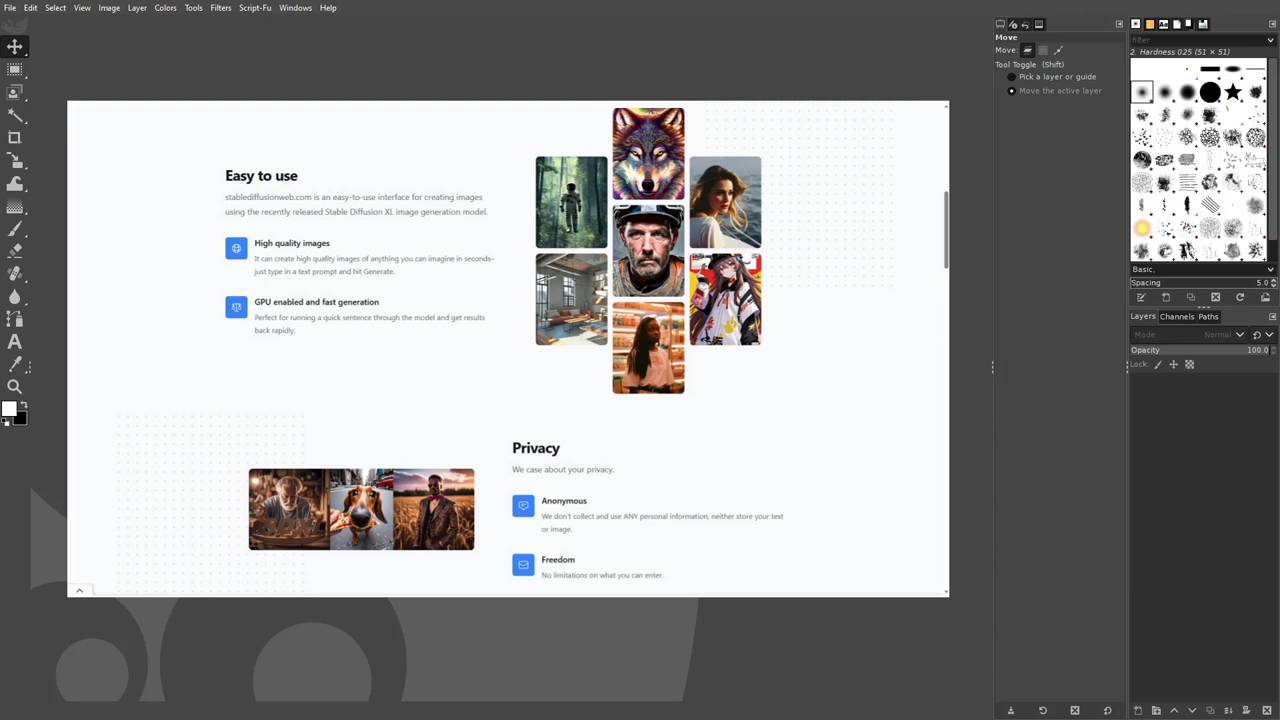 File Edit Select View Image Layer Colors Tools Filters Script-Fu Windows Help
Move
Move:
Tool Toggle (Shift)
Pick a layer or guide
Move the active layer
filter
2. Hardness 025 (51 × 51)
Basic.
Spacing 5.0
Layers Channels Paths
Mode Normal
Opacity 100.0
Lock:
Easy to use
stablediffusionweb.com is an easy-to-use interface for creating images
using the recently released Stable Diffusion XL image generation model.
High quality images
It can create high quality images of anything you can imagine in seconds–
just type in a text prompt and hit Generate.
GPU enabled and fast generation
Perfect for running a quick sentence through the model and get results
back rapidly.
Privacy
We case about your privacy.
Anonymous
We don't collect and use ANY personal information, neither store your text
or image.
Freedom
No limitations on what you can enter.